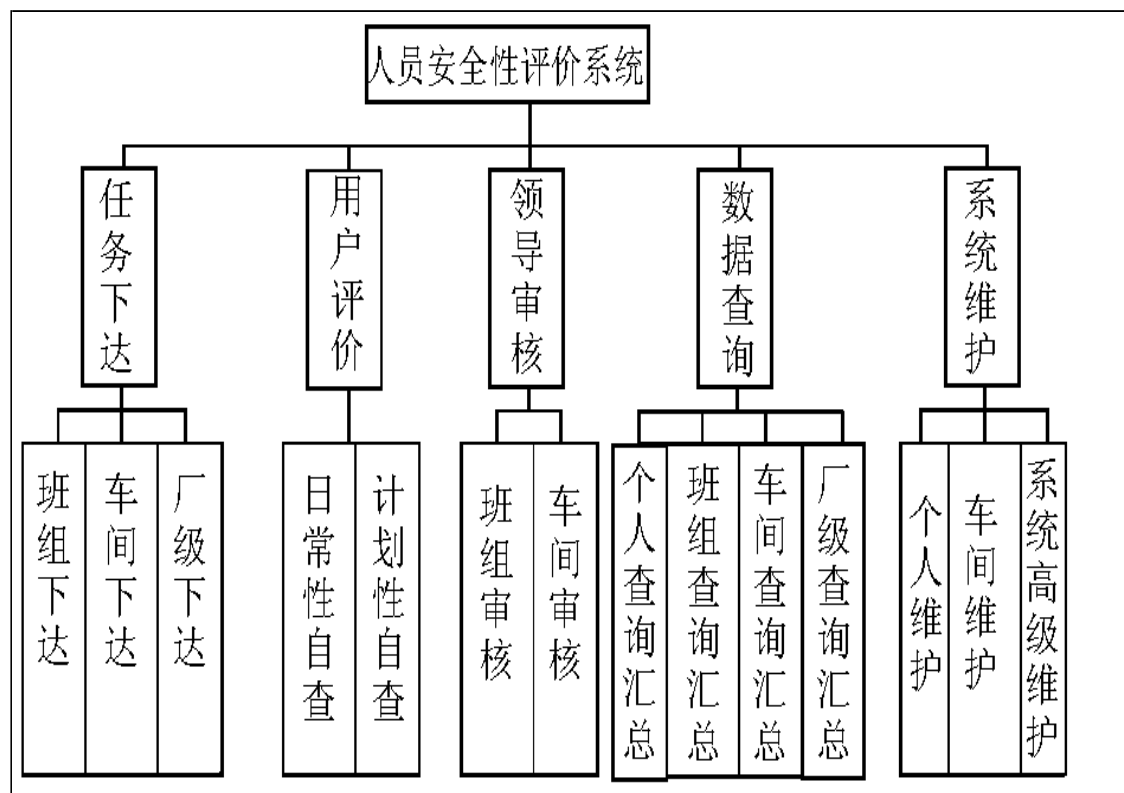 人员安全性评价系统
任务下达
用户评价
领导审核
数据查询
系统维护
班组下达
车间下达
厂级下达
日常性自查
计划性自查
班组审核
车间审核
个人查询汇总
班组查询汇总
车间查询汇总
厂级查询汇总
个人维护
车间维护
系统高级维护